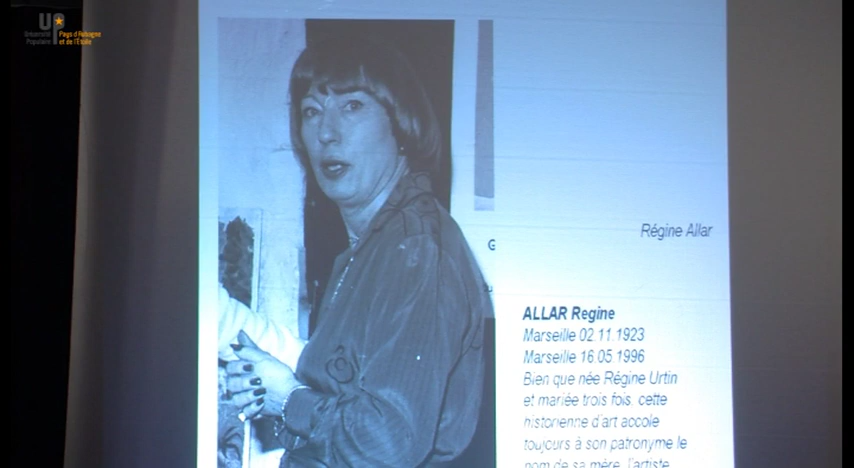 UP
Université
Populaire
Pays d'Aubagne
et de l'Étoile
G
Régine Allar
ALLAR Regine
Marseille 02.11.1923
Marseille 16.05.1996
Bien que née Régine Urtin
et mariée trois fois, cette
historienne d'art accole
toujours à son patronyme le
nom de sa mère, l'artiste